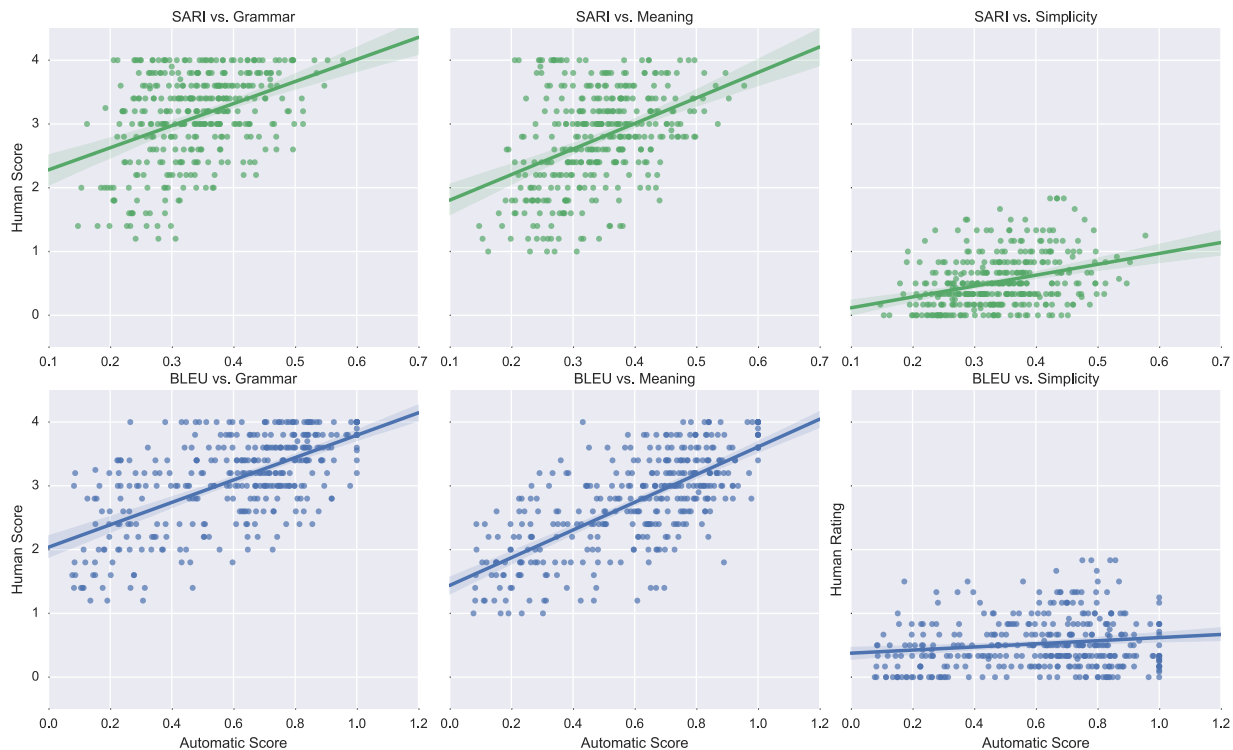 SARI vs. Grammar
SARI vs. Meaning
SARI vs. Simplicity
Human Score
4
3
2
1
0
0.1 0.2 0.3 0.4 0.5 0.6 0.7
0.1 0.2 0.3 0.4 0.5 0.6 0.7
0.1 0.2 0.3 0.4 0.5 0.6 0.7
BLEU vs. Grammar
BLEU vs. Meaning
BLEU vs. Simplicity
Human Score
Human Rating
4
3
2
1
0
0.0 0.2 0.4 0.6 0.8 1.0 1.2
0.0 0.2 0.4 0.6 0.8 1.0 1.2
0.0 0.2 0.4 0.6 0.8 1.0 1.2
Automatic Score
Automatic Score
Automatic Score